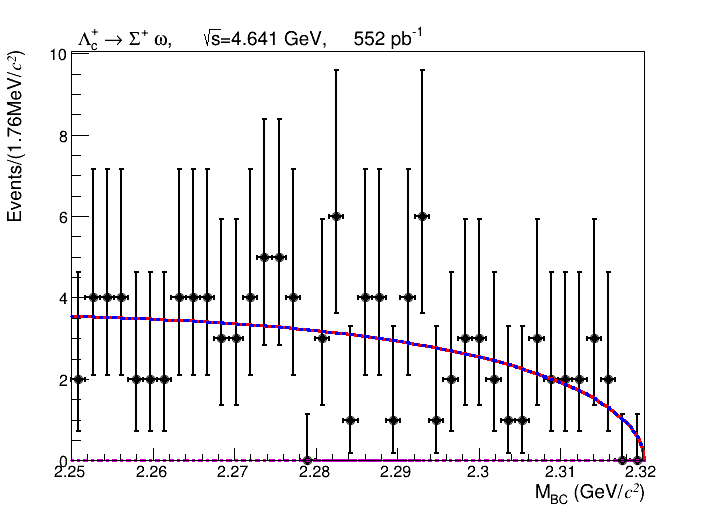 Λc+ → Σ+ ω, √s=4.641 GeV, 552 pb-1
Events/(1.76MeV/c2)
10
8
6
4
2
0
2.25 2.26 2.27 2.28 2.29 2.3 2.31 2.32
MBC (GeV/c2)